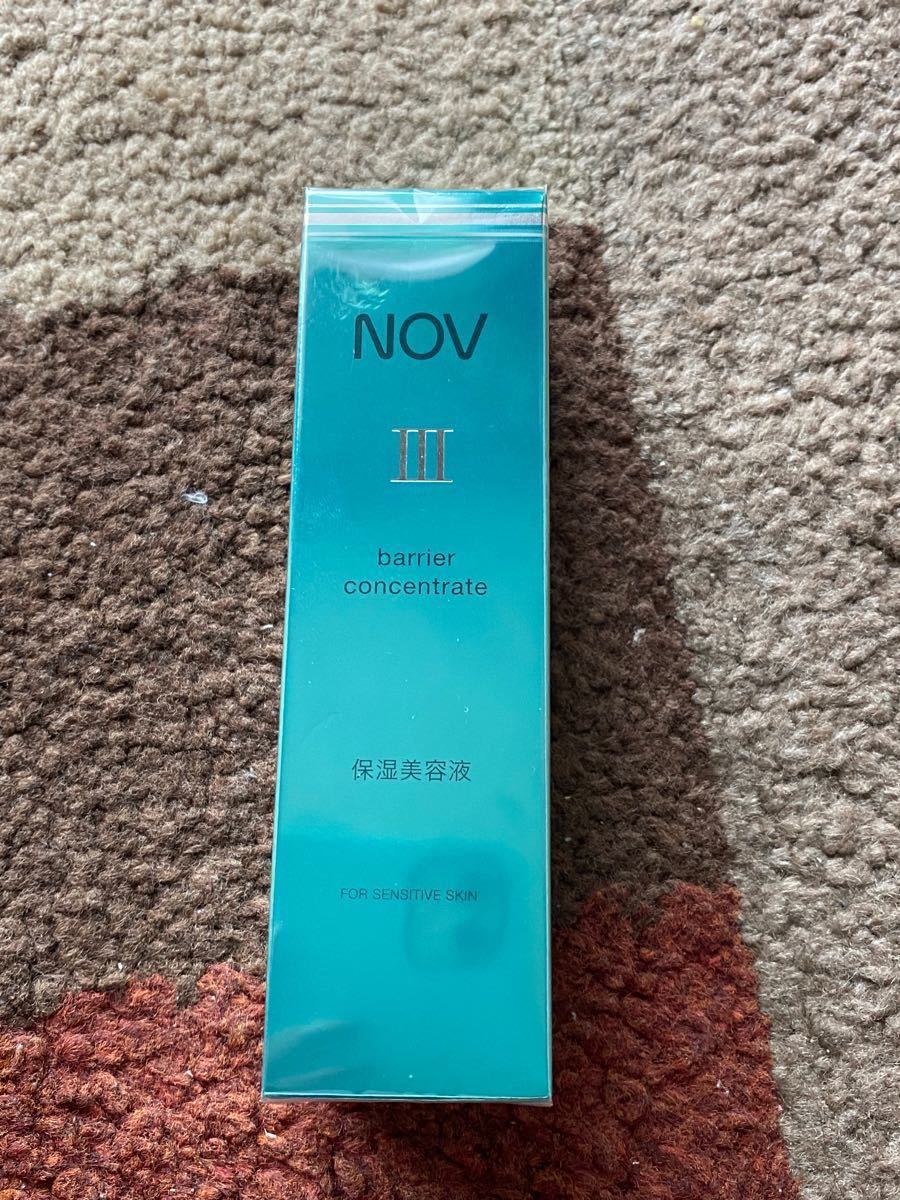 NOV
III
barrier
concentrate
保湿美容液
FOR SENSITIVE SKIN